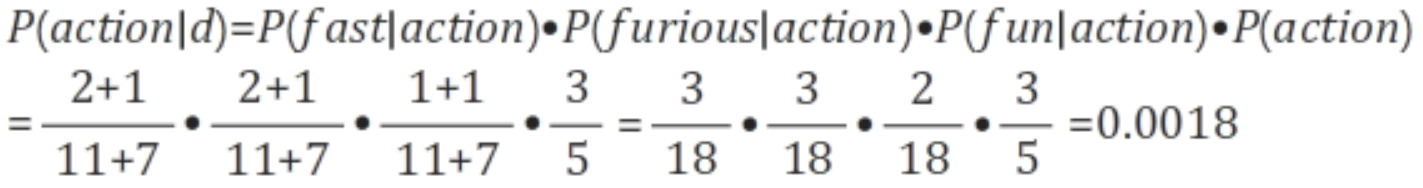 P(action|d)=P(fast|action)•P(furious|action)•P(fun|action)•P(action)
= 2+1/11+7 • 2+1/11+7 • 1+1/11+7 • 3/5 = 3/18 • 3/18 • 2/18 • 3/5 =0.0018